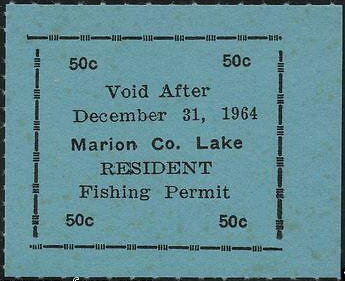 50c 50c
Void After
December 31, 1964
Marion Co. Lake
RESIDENT
Fishing Permit
50c 50c